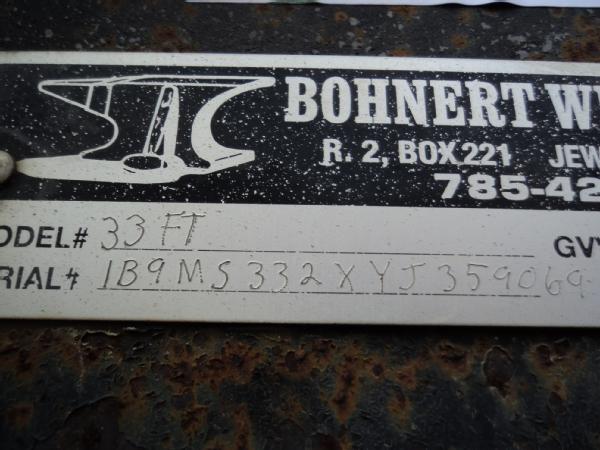 BOHNERT W
R. 2, BOX 221 JEW
785-42
ODEL# 33 FT GV
RIAL# 1B9MS332XYJ359069